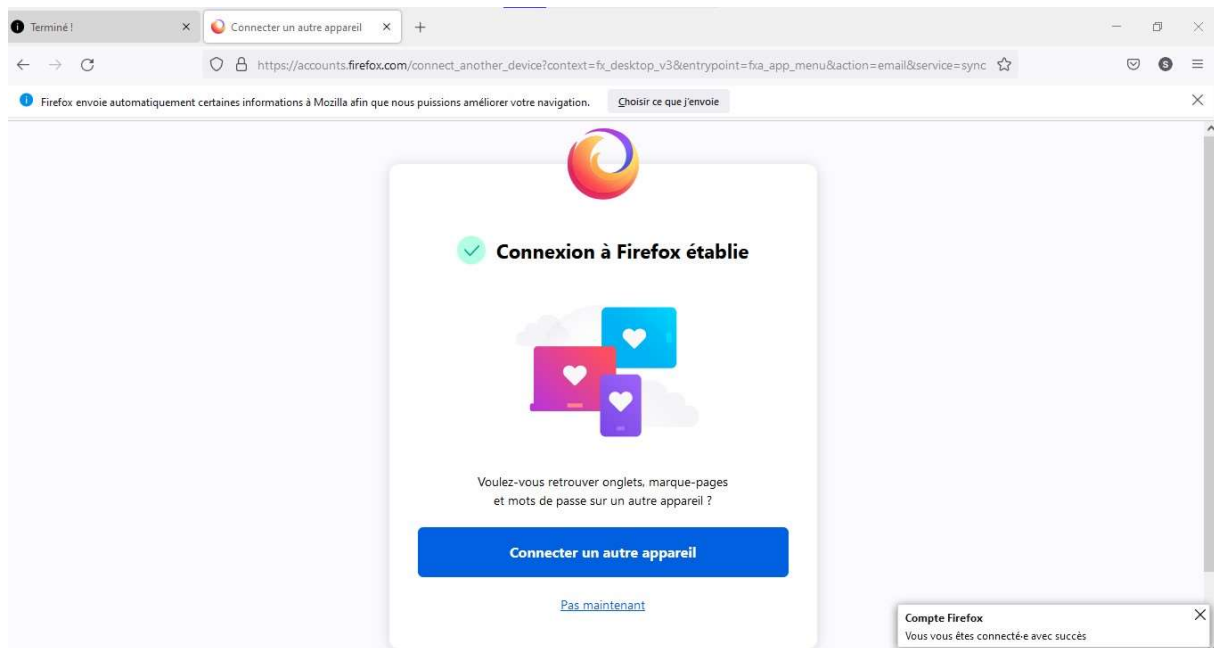 Terminé !
Connecter un autre appareil
https://accounts.firefox.com/connect_another_device?context=fx_desktop_v3&entrypoint=fxa_app_menu&action=email&service=sync
S
Firefox envoie automatiquement certaines informations à Mozilla afin que nous puissions améliorer votre navigation.
Choisir ce que j'envoie
Connexion à Firefox établie
Voulez-vous retrouver onglets, marque-pages
et mots de passe sur un autre appareil ?
Connecter un autre appareil
Pas maintenant
Compte Firefox
Vous vous êtes connecté·e avec succès